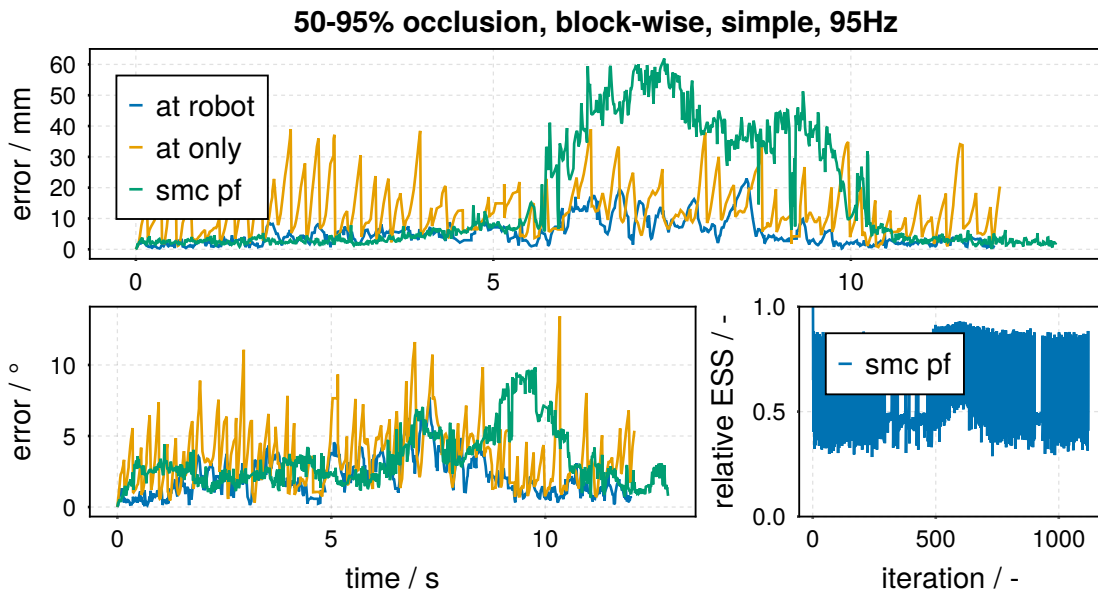 50-95% occlusion, block-wise, simple, 95Hz
error / mm
60
50
40
30
20
10
0
at robot
at only
smc pf
0
5
10
error / °
10
5
0
0
5
10
time / s
relative ESS / -
1.0
0.5
0.0
smc pf
0
500
1000
iteration / -